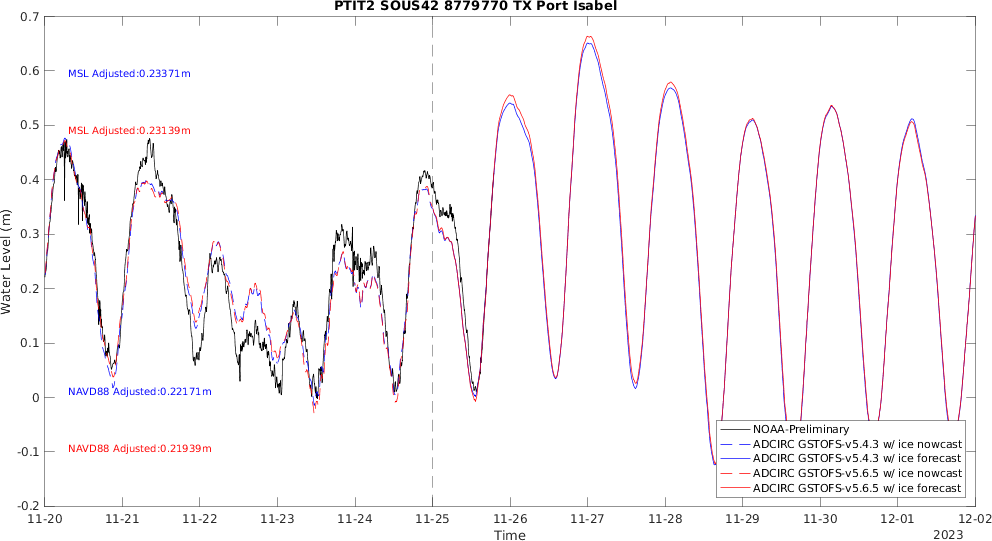 PTIT2 SOUS42 8779770 TX Port Isabel
0.7
0.6
0.5
0.4
0.3
0.2
0.1
0
-0.1
-0.2
Water Level (m)
MSL Adjusted:0.23371m
MSL Adjusted:0.23139m
NAVD88 Adjusted:0.22171m
NAVD88 Adjusted:0.21939m
NOAA-Preliminary
ADCIRC GSTOFS-v5.4.3 w/ ice nowcast
ADCIRC GSTOFS-v5.4.3 w/ ice forecast
ADCIRC GSTOFS-v5.6.5 w/ ice nowcast
ADCIRC GSTOFS-v5.6.5 w/ ice forecast
11-20 11-21 11-22 11-23 11-24 11-25 11-26 11-27 11-28 11-29 11-30 12-01 12-02
Time
2023